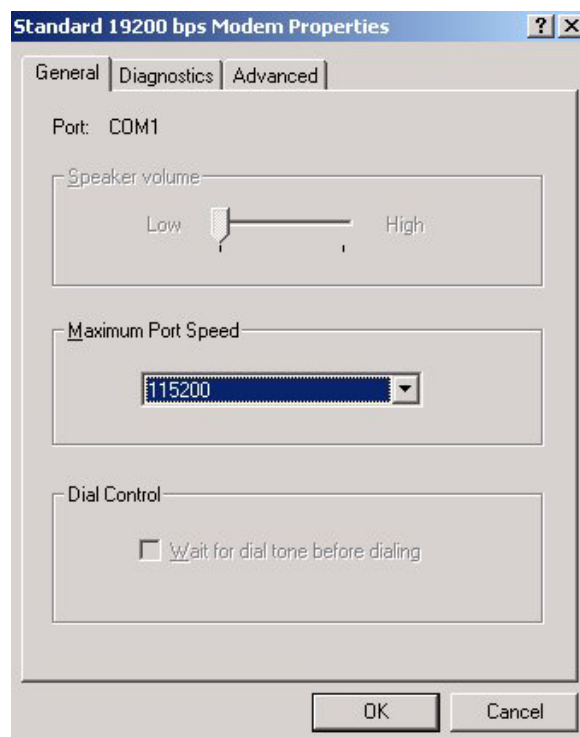 Standard 19200 bps Modem Properties
General Diagnostics Advanced
Port: COM1
Speaker volume
Low High
Maximum Port Speed
115200
Dial Control
Wait for dial tone before dialing
OK Cancel